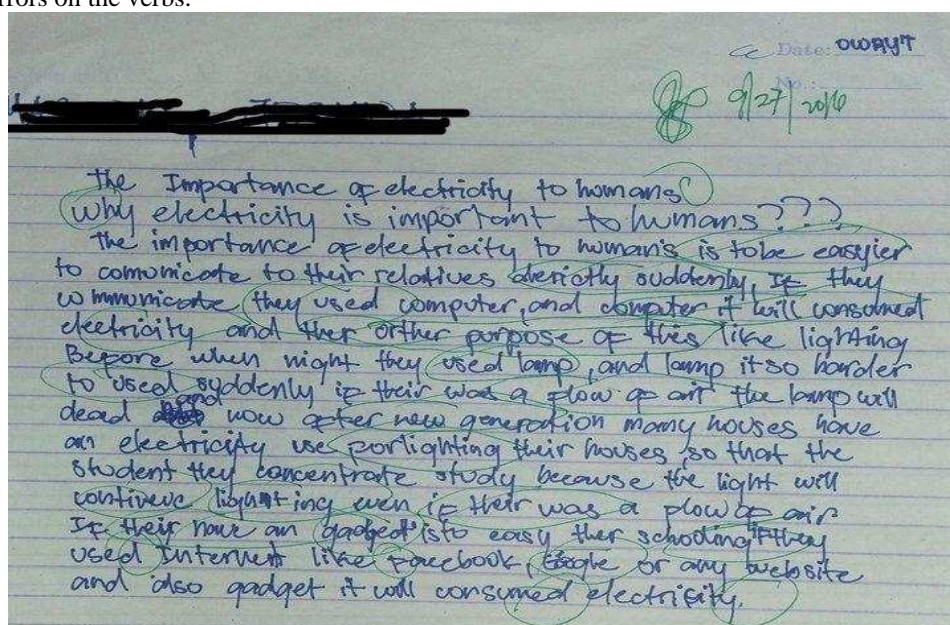 errors on the verbs.
Date: OWAYT
No.:
9/27/2016
The Importance of electricity to humans
Why electricity is important to humans???
The importance of electricity to human's is to be easyier
to comunicate to their relatives derictly suddenly, If they
communicate they used computer, and computer it will consumed
electricity and ther orther purpose of this like lighting
Before when night they used lamp, and lamp it so harder
to used suddenly if their was a flow of air the lamp will
dead and now after new generation many houses have
an electricity use forlighting their houses, so that the
student they concentrate study because the light will
contineue lighting even if their was a flow of air
If their have an gadget is to easy ther schooling if they
used Internent like facebook, Google or any website
and also gadget it will consumed electrifity.